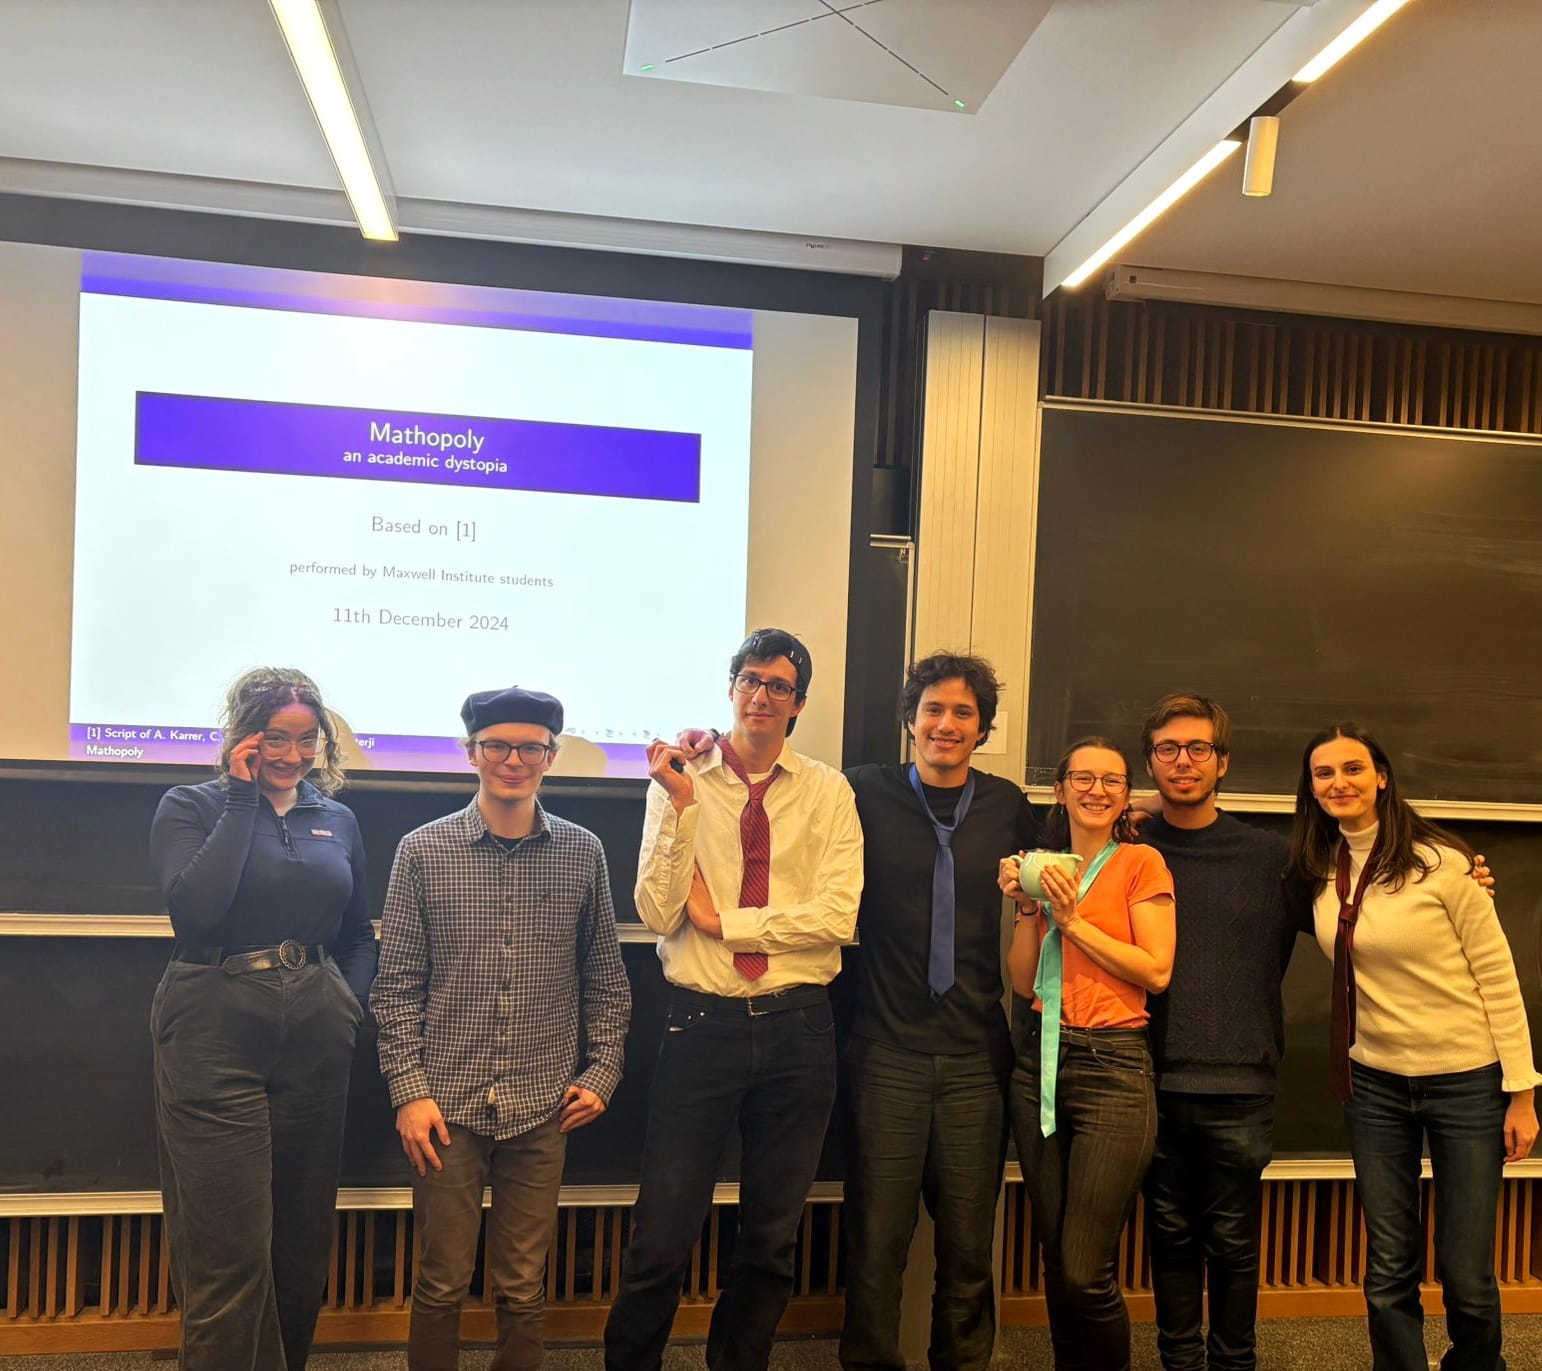 Mathopoly
an academic dystopia
Based on [1]
performed by Maxwell Institute students
11th December 2024
[1] Script of A. Karrer, C.
Mathopoly